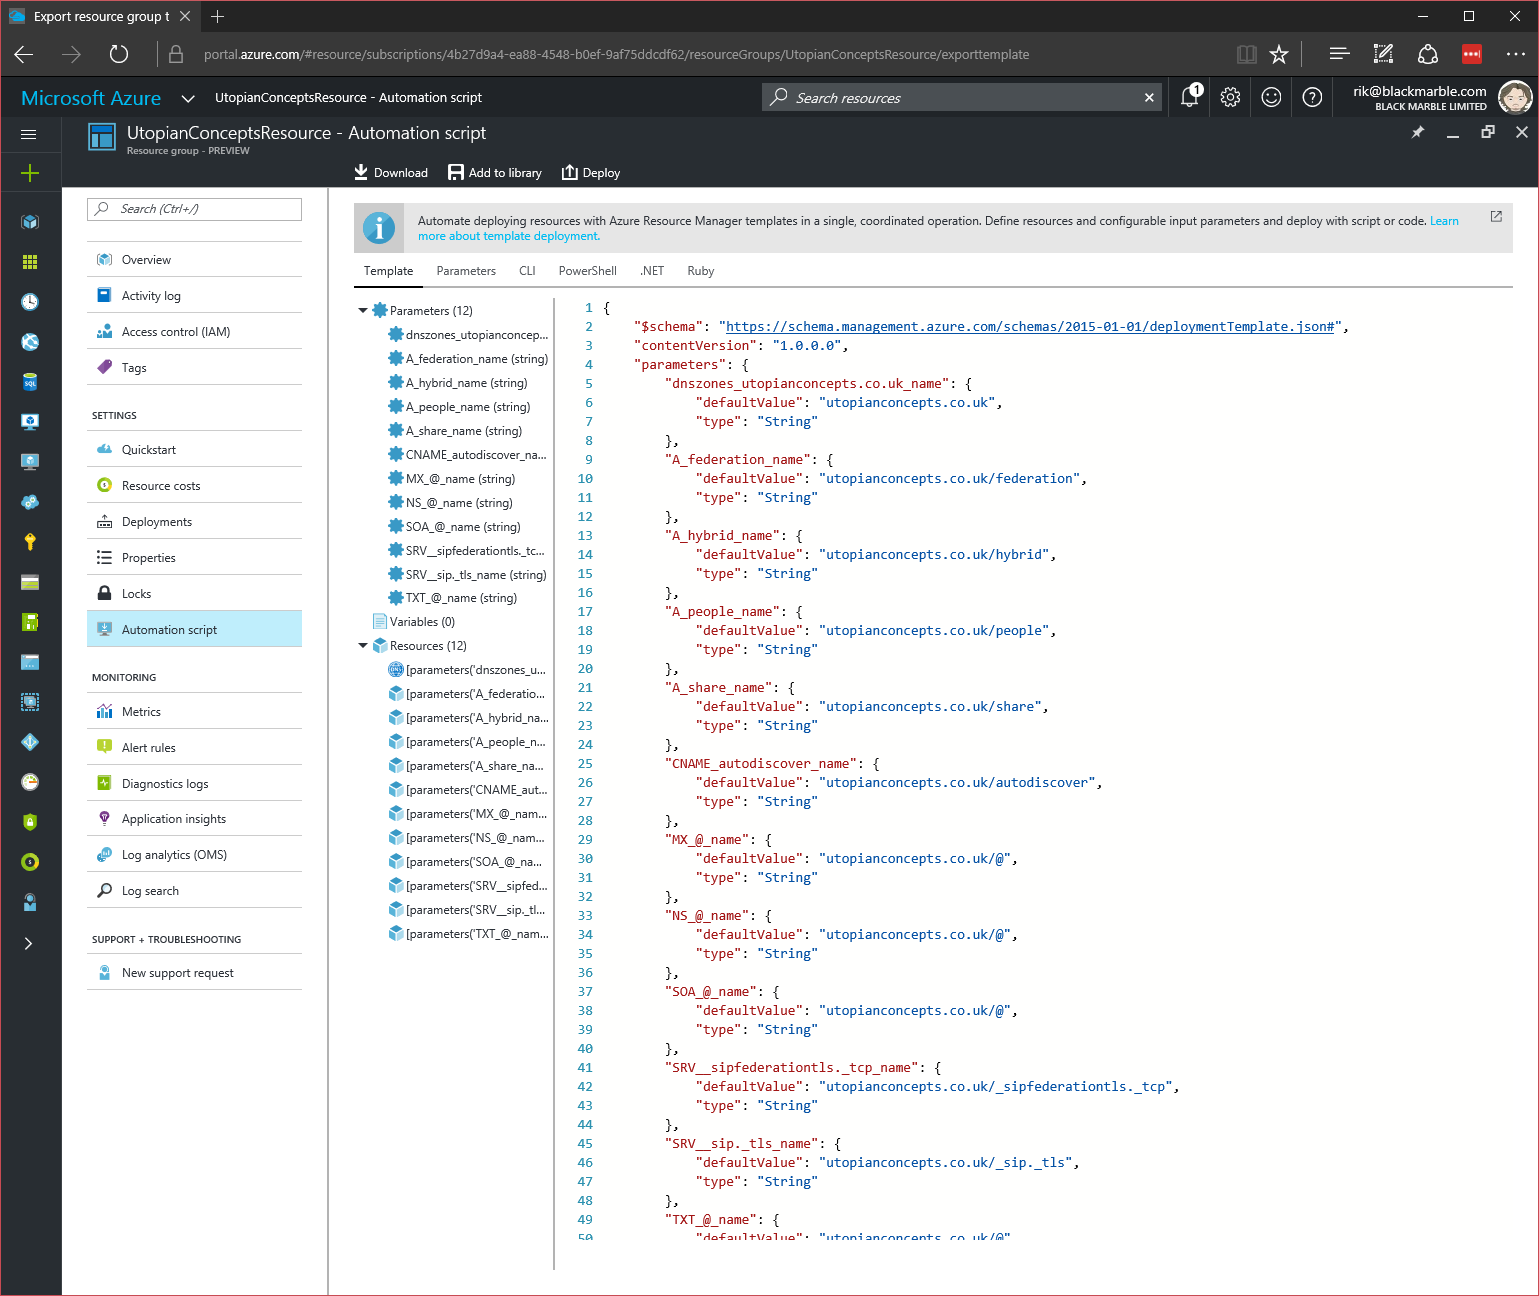 Export resource group t
portal.azure.com/#resource/subscriptions/4b27d9a4-ea88-4548-b0ef-9af75ddcdf62/resourceGroups/UtopianConceptsResource/exporttemplate
Microsoft Azure
UtopianConceptsResource - Automation script
Search resources
1
rik@blackmarble.com
BLACK MARBLE LIMITED
UtopianConceptsResource - Automation script
Resource group - PREVIEW
Download
Add to library
Deploy
Search (Ctrl+/)
Overview
Activity log
Access control (IAM)
Tags
SETTINGS
Quickstart
Resource costs
Deployments
Properties
Locks
Automation script
MONITORING
Metrics
Alert rules
Diagnostics logs
Application insights
Log analytics (OMS)
Log search
SUPPORT + TROUBLESHOOTING
New support request
Automate deploying resources with Azure Resource Manager templates in a single, coordinated operation. Define resources and configurable input parameters and deploy with script or code. Learn
more about template deployment.
Template
Parameters
CLI
PowerShell
.NET
Ruby
Parameters (12)
dnszones_utopianconcep...
A_federation_name (string)
A_hybrid_name (string)
A_people_name (string)
A_share_name (string)
CNAME_autodiscover_na...
MX_@_name (string)
NS_@_name (string)
SOA_@_name (string)
SRV__sipfederationtls._tc...
SRV__sip._tls_name (string)
TXT_@_name (string)
Variables (0)
Resources (12)
[parameters('dnszones_u...
[parameters('A_federatio...
[parameters('A_hybrid_na...
[parameters('A_people_n...
[parameters('A_share_na...
[parameters('CNAME_aut...
[parameters('MX_@_nam...
[parameters('NS_@_nam...
[parameters('SOA_@_na...
[parameters('SRV__sipfed...
[parameters('SRV__sip._tl...
[parameters('TXT_@_nam...
1 {
2 "$schema": "https://schema.management.azure.com/schemas/2015-01-01/deploymentTemplate.json#",
3 "contentVersion": "1.0.0.0",
4 "parameters": {
5 "dnszones_utopianconcepts.co.uk_name": {
6 "defaultValue": "utopianconcepts.co.uk",
7 "type": "String"
8 },
9 "A_federation_name": {
10 "defaultValue": "utopianconcepts.co.uk/federation",
11 "type": "String"
12 },
13 "A_hybrid_name": {
14 "defaultValue": "utopianconcepts.co.uk/hybrid",
15 "type": "String"
16 },
17 "A_people_name": {
18 "defaultValue": "utopianconcepts.co.uk/people",
19 "type": "String"
20 },
21 "A_share_name": {
22 "defaultValue": "utopianconcepts.co.uk/share",
23 "type": "String"
24 },
25 "CNAME_autodiscover_name": {
26 "defaultValue": "utopianconcepts.co.uk/autodiscover",
27 "type": "String"
28 },
29 "MX_@_name": {
30 "defaultValue": "utopianconcepts.co.uk/@",
31 "type": "String"
32 },
33 "NS_@_name": {
34 "defaultValue": "utopianconcepts.co.uk/@",
35 "type": "String"
36 },
37 "SOA_@_name": {
38 "defaultValue": "utopianconcepts.co.uk/@",
39 "type": "String"
40 },
41 "SRV__sipfederationtls._tcp_name": {
42 "defaultValue": "utopianconcepts.co.uk/_sipfederationtls._tcp",
43 "type": "String"
44 },
45 "SRV__sip._tls_name": {
46 "defaultValue": "utopianconcepts.co.uk/_sip._tls",
47 "type": "String"
48 },
49 "TXT_@_name": {
50 "defaultValue": "utopianconcepts.co.uk/@"